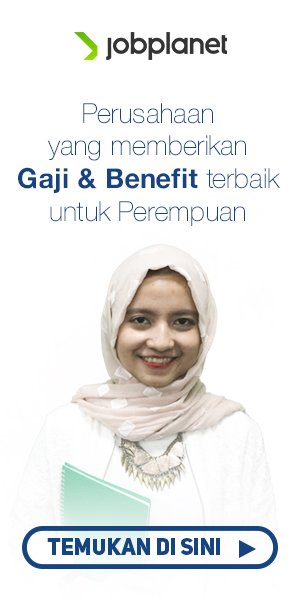 jobplanet
Perusahaan
yang memberikan
Gaji & Benefit terbaik
untuk Perempuan
TEMUKAN DI SINI